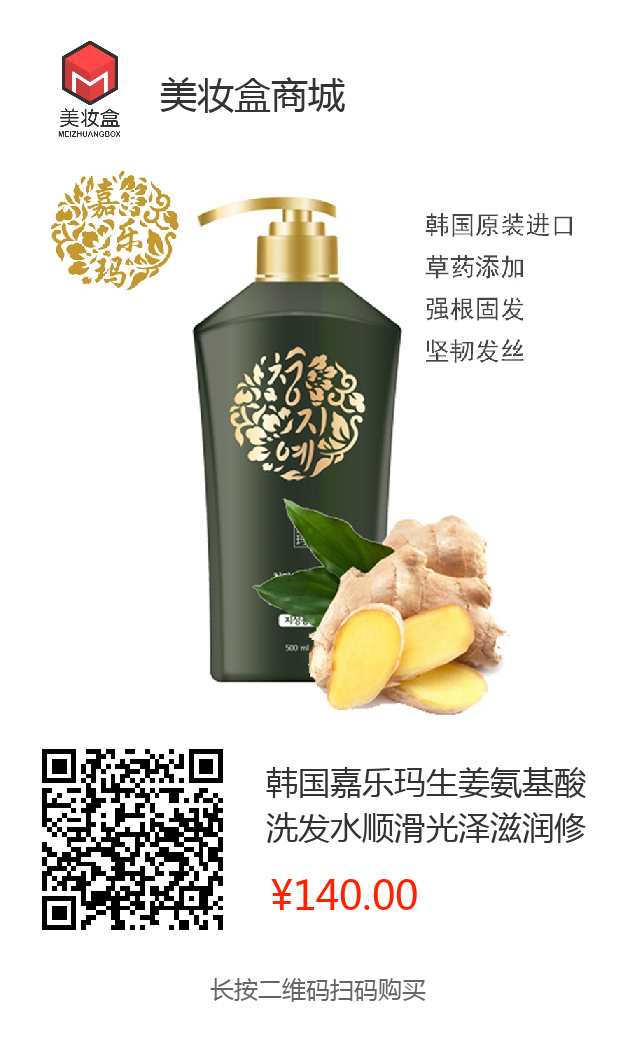 美妆盒
MEIZHUANGBOX
美妆盒商城
嘉
乐
玛
韩国原装进口
草药添加
强根固发
坚韧发丝
청
지
예
500 ml
韩国嘉乐玛生姜氨基酸
洗发水顺滑光泽滋润修
¥140.00
长按二维码扫码购买